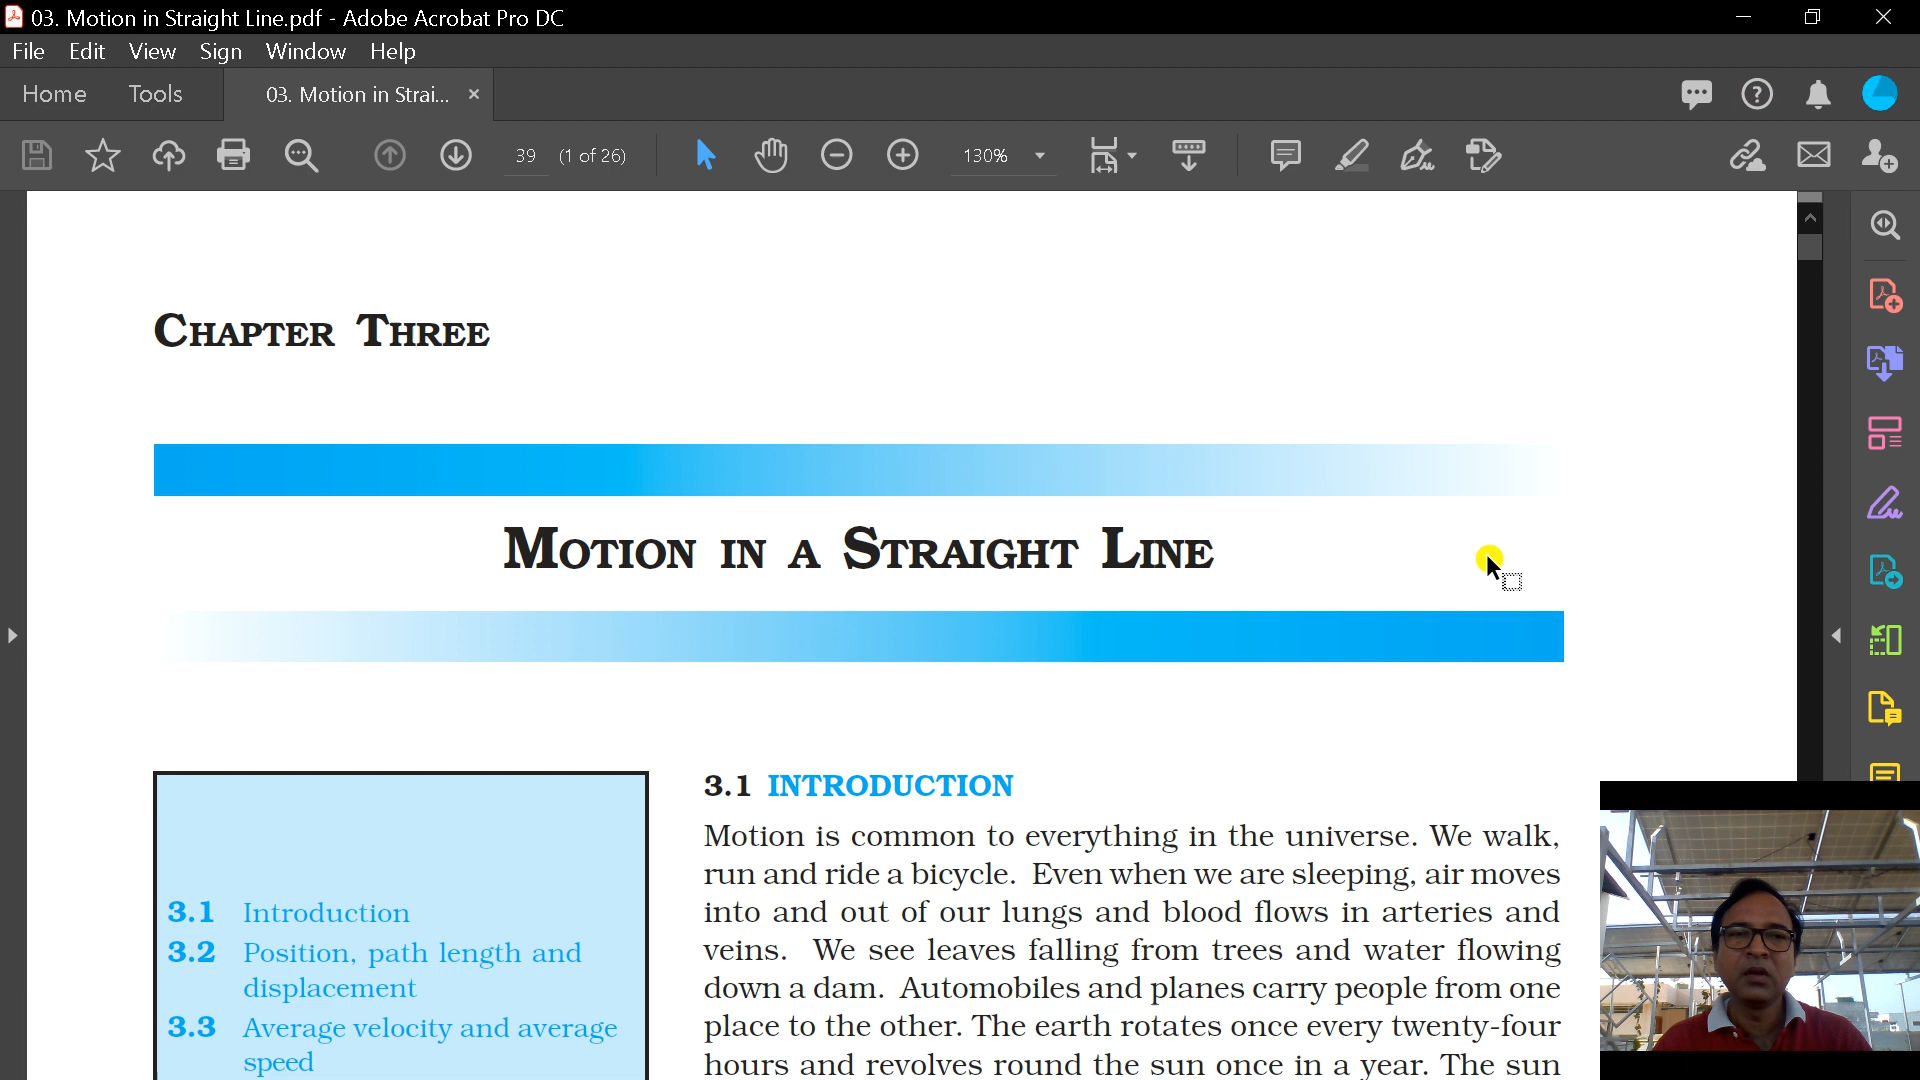 03. Motion in Straight Line.pdf - Adobe Acrobat Pro DC
File Edit View Sign Window Help
Home Tools 03. Motion in Strai... ×
39 (1 of 26) 130%
CHAPTER THREE
MOTION IN A STRAIGHT LINE
3.1 Introduction
3.2 Position, path length and
displacement
3.3 Average velocity and average
speed
3.1 INTRODUCTION
Motion is common to everything in the universe. We walk,
run and ride a bicycle. Even when we are sleeping, air moves
into and out of our lungs and blood flows in arteries and
veins. We see leaves falling from trees and water flowing
down a dam. Automobiles and planes carry people from one
place to the other. The earth rotates once every twenty-four
hours and revolves round the sun once in a year. The sun